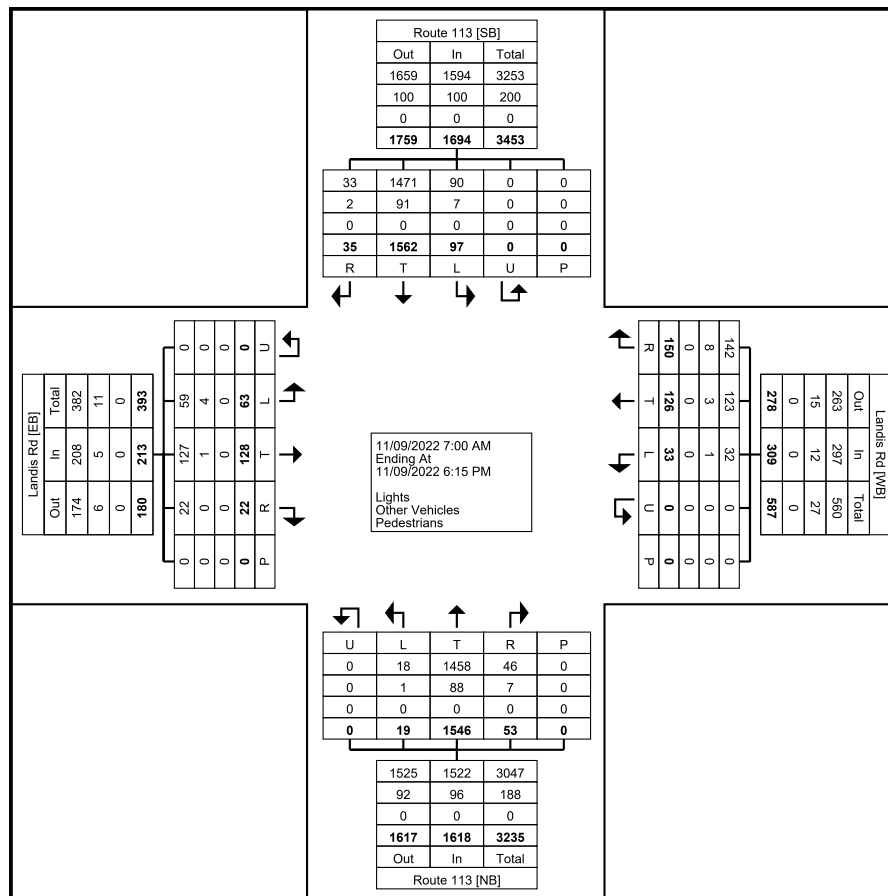 Route 113 [SB]
Out In Total
1659 1594 3253
100 100 200
0 0 0
1759 1694 3453
33 1471 90 0 0
2 91 7 0 0
0 0 0 0 0
35 1562 97 0 0
R T L U P
Landis Rd [EB]
Total In Out
382 208 174
11 5 6
0 0 0
393 213 180
0 59 127 22 0
0 4 1 0 0
0 0 0 0 0
0 63 128 22 0
U L T R P
11/09/2022 7:00 AM
Ending At
11/09/2022 6:15 PM
Lights
Other Vehicles
Pedestrians
R T L U P
150 126 33 0 0
0 0 0 0 0
8 3 1 0 0
142 123 32 0 0
Landis Rd [WB]
Out In Total
263 297 560
15 12 27
0 0 0
278 309 587
U L T R P
0 18 1458 46 0
0 1 88 7 0
0 0 0 0 0
0 19 1546 53 0
1525 1522 3047
92 96 188
0 0 0
1617 1618 3235
Out In Total
Route 113 [NB]